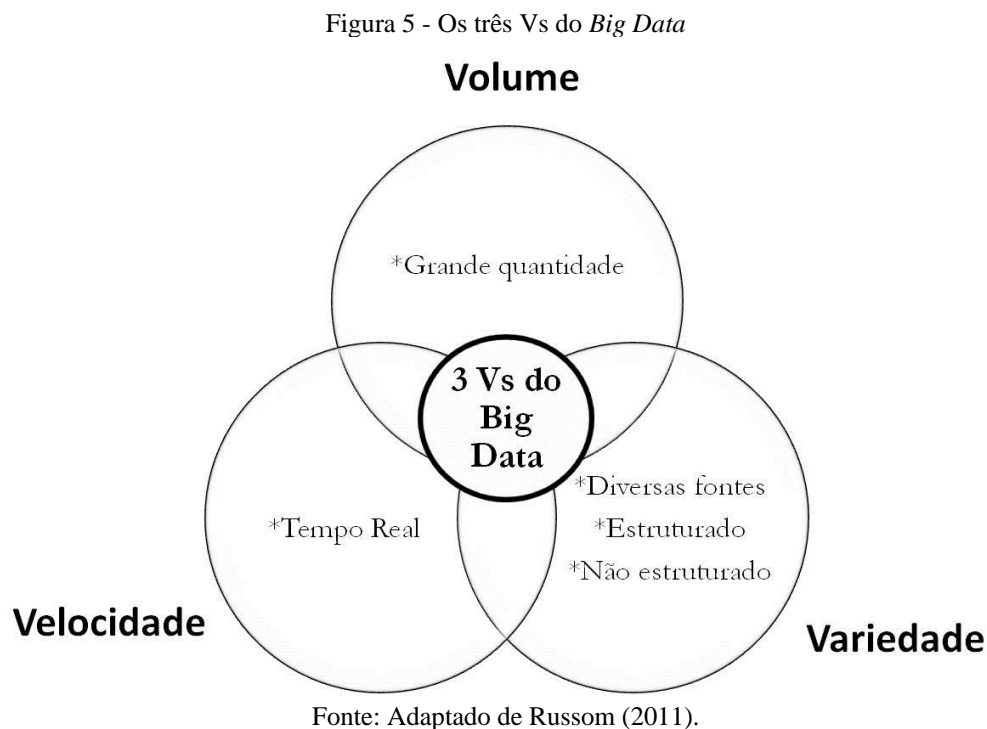 Figura 5 - Os três Vs do Big Data
Volume
*Grande quantidade
3 Vs do
Big
Data
*Diversas fontes
*Estruturado
*Não estruturado
*Tempo Real
Velocidade
Variedade
Fonte: Adaptado de Russom (2011).